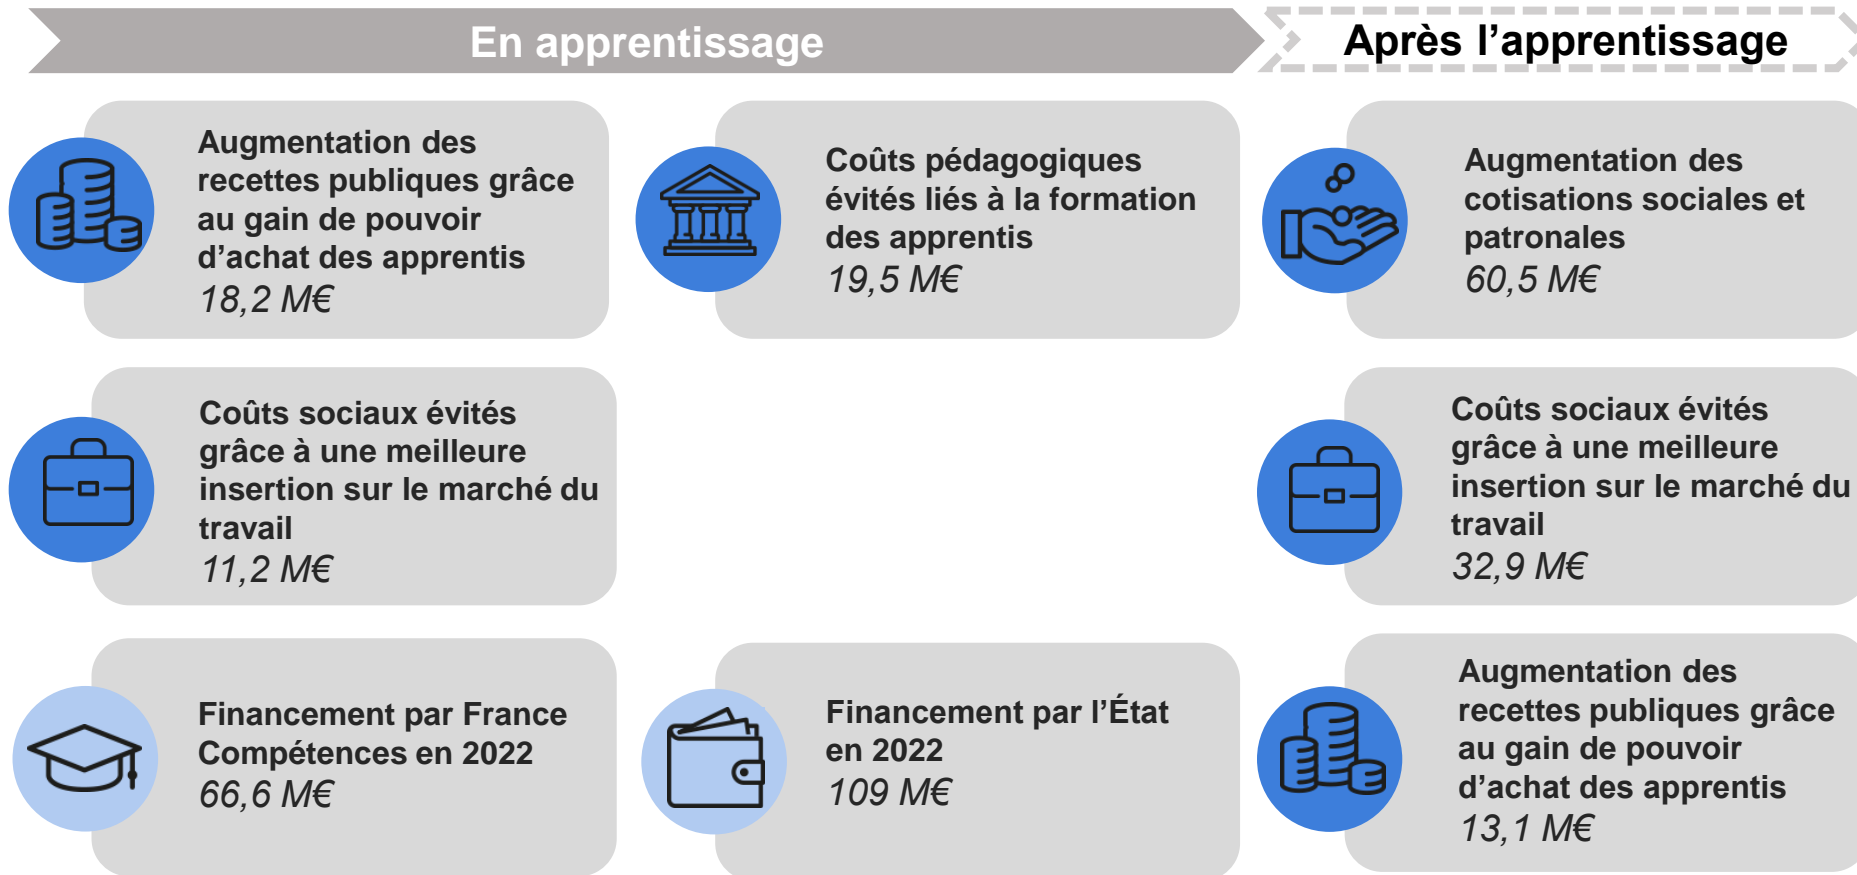 En apprentissage
Après l’apprentissage
Augmentation des
recettes publiques grâce
au gain de pouvoir
d’achat des apprentis
18,2 M€
Coûts pédagogiques
évités liés à la formation
des apprentis
19,5 M€
Augmentation des
cotisations sociales et
patronales
60,5 M€
Coûts sociaux évités
grâce à une meilleure
insertion sur le marché du
travail
11,2 M€
Coûts sociaux évités
grâce à une meilleure
insertion sur le marché du
travail
32,9 M€
Financement par France
Compétences en 2022
66,6 M€
Financement par l’État
en 2022
109 M€
Augmentation des
recettes publiques grâce
au gain de pouvoir
d’achat des apprentis
13,1 M€